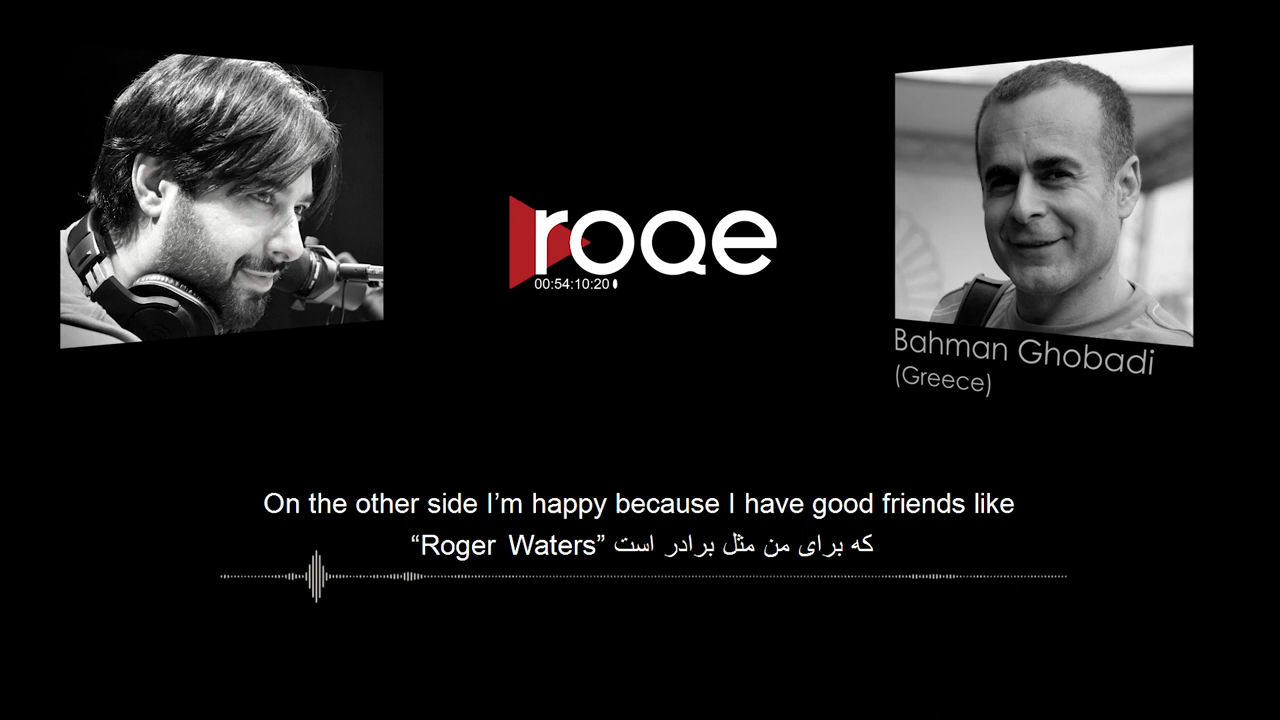 roqe
00:54:10:20
Bahman Ghobadi
(Greece)
On the other side I’m happy because I have good friends like
“Roger Waters” که برای من مثل برادر است